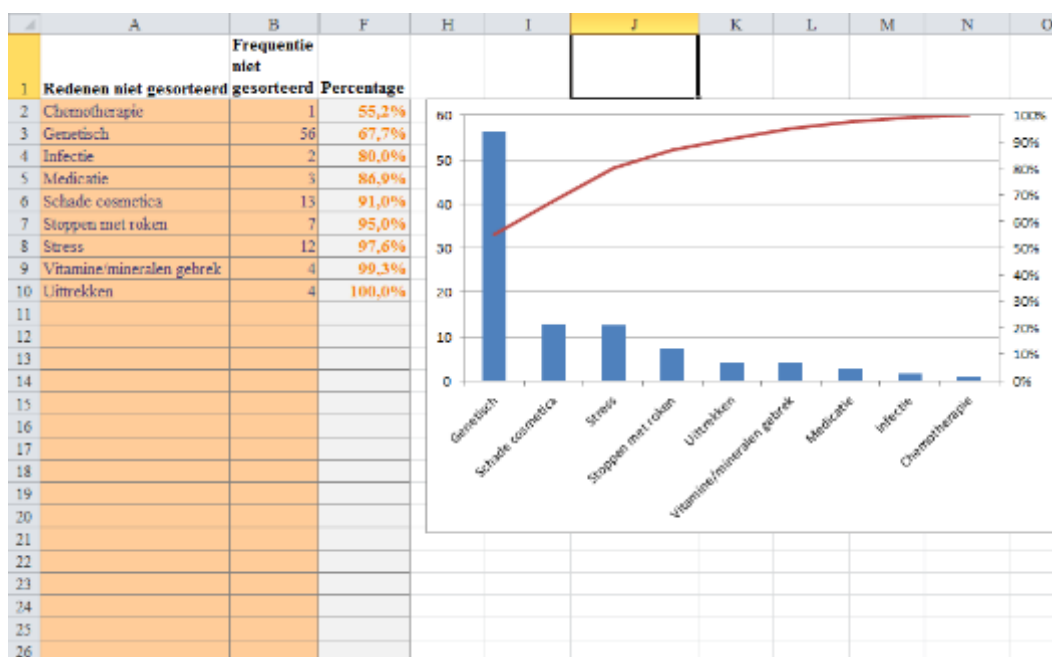 A B F H I J K L M N O
Frequentie
niet
1 Redenen niet gesorteerd gesorteerd Percentage
2 Chemotherapie 1 55,2%
3 Genetisch 56 67,7%
4 Infectie 2 80,0%
5 Medicatie 3 86,9%
6 Schade cosmetica 13 91,0%
7 Stoppen met roken 7 95,0%
8 Stress 12 97,6%
9 Vitamine/mineralen gebrek 4 99,3%
10 Uittrekken 4 100,0%
11
12
13
14
15
16
17
18
19
20
21
22
23
24
25
26
60
50
40
30
20
10
0
100%
90%
80%
70%
60%
50%
40%
30%
20%
10%
0%
Genetisch
Schade cosmetica
Stress
Stoppen met roken
Uittrekken
Vitamine/mineralen gebrek
Medicatie
Infectie
Chemotherapie